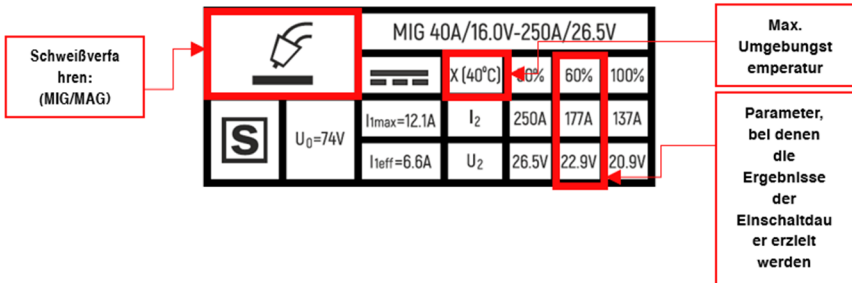 Schweißverfa
hren:
(MIG/MAG)
MIG 40A/16.0V-250A/26.5V
X (40°C) 60% 100%
S U₀=74V I1max=12.1A I₂ 250A 177A 137A
I1eff=6.6A U₂ 26.5V 22.9V 20.9V
Max.
Umgebungst
emperatur
Parameter,
bei denen
die
Ergebnisse
der
Einschaltdau
er erzielt
werden